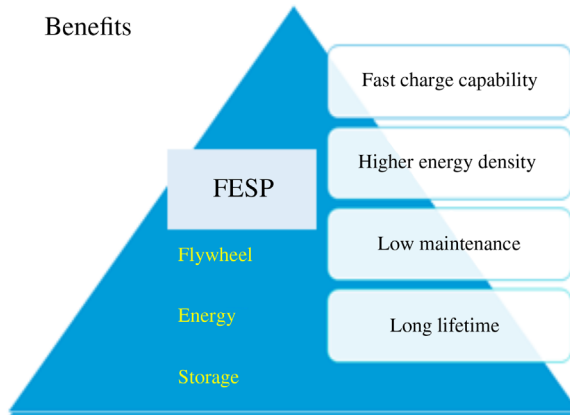 Benefits
Fast charge capability
Higher energy density
FESP
Low maintenance
Flywheel
Energy
Long lifetime
Storage